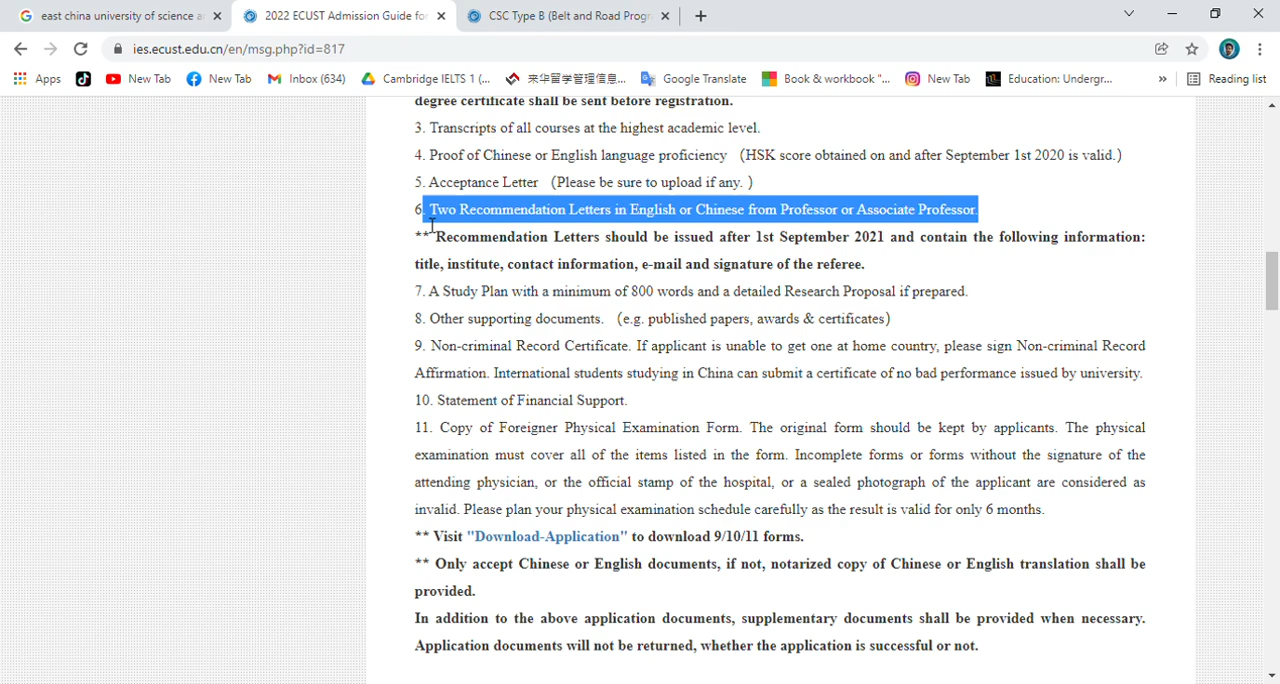 east china university of science a
2022 ECUST Admission Guide for
CSC Type B (Belt and Road Progr
ies.ecust.edu.cn/en/msg.php?id=817
Apps
New Tab
New Tab
Inbox (634)
Cambridge IELTS 1 (...
来华留学管理信息...
Google Translate
Book & workbook "...
New Tab
Education: Undergr...
»
Reading list
degree certificate shall be sent before registration.
3. Transcripts of all courses at the highest academic level.
4. Proof of Chinese or English language proficiency （HSK score obtained on and after September 1st 2020 is valid.）
5. Acceptance Letter （Please be sure to upload if any. ）
6. Two Recommendation Letters in English or Chinese from Professor or Associate Professor.
** Recommendation Letters should be issued after 1st September 2021 and contain the following information:
title, institute, contact information, e-mail and signature of the referee.
7. A Study Plan with a minimum of 800 words and a detailed Research Proposal if prepared.
8. Other supporting documents. （e.g. published papers, awards & certificates）
9. Non-criminal Record Certificate. If applicant is unable to get one at home country, please sign Non-criminal Record
Affirmation. International students studying in China can submit a certificate of no bad performance issued by university.
10. Statement of Financial Support.
11. Copy of Foreigner Physical Examination Form. The original form should be kept by applicants. The physical
examination must cover all of the items listed in the form. Incomplete forms or forms without the signature of the
attending physician, or the official stamp of the hospital, or a sealed photograph of the applicant are considered as
invalid. Please plan your physical examination schedule carefully as the result is valid for only 6 months.
** Visit "Download-Application" to download 9/10/11 forms.
** Only accept Chinese or English documents, if not, notarized copy of Chinese or English translation shall be
provided.
In addition to the above application documents, supplementary documents shall be provided when necessary.
Application documents will not be returned, whether the application is successful or not.